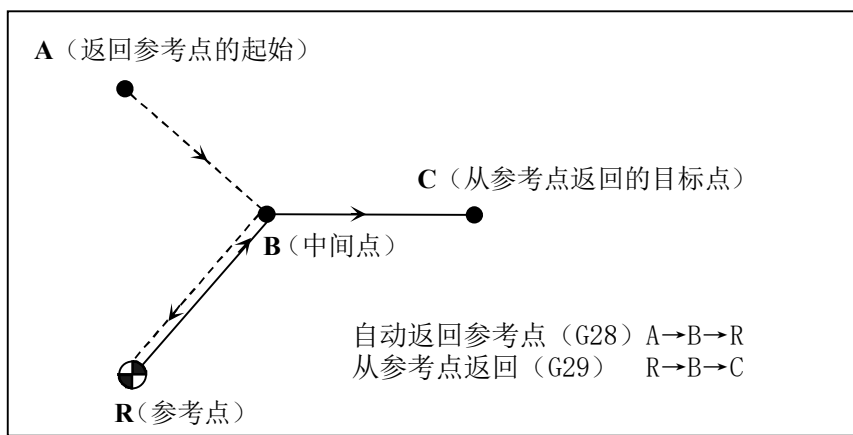 A（返回参考点的起始）
C（从参考点返回的目标点）
B(中间点）
自动返回参考点（G28）A→B→R
从参考点返回（G29） R→B→C
R(参考点）